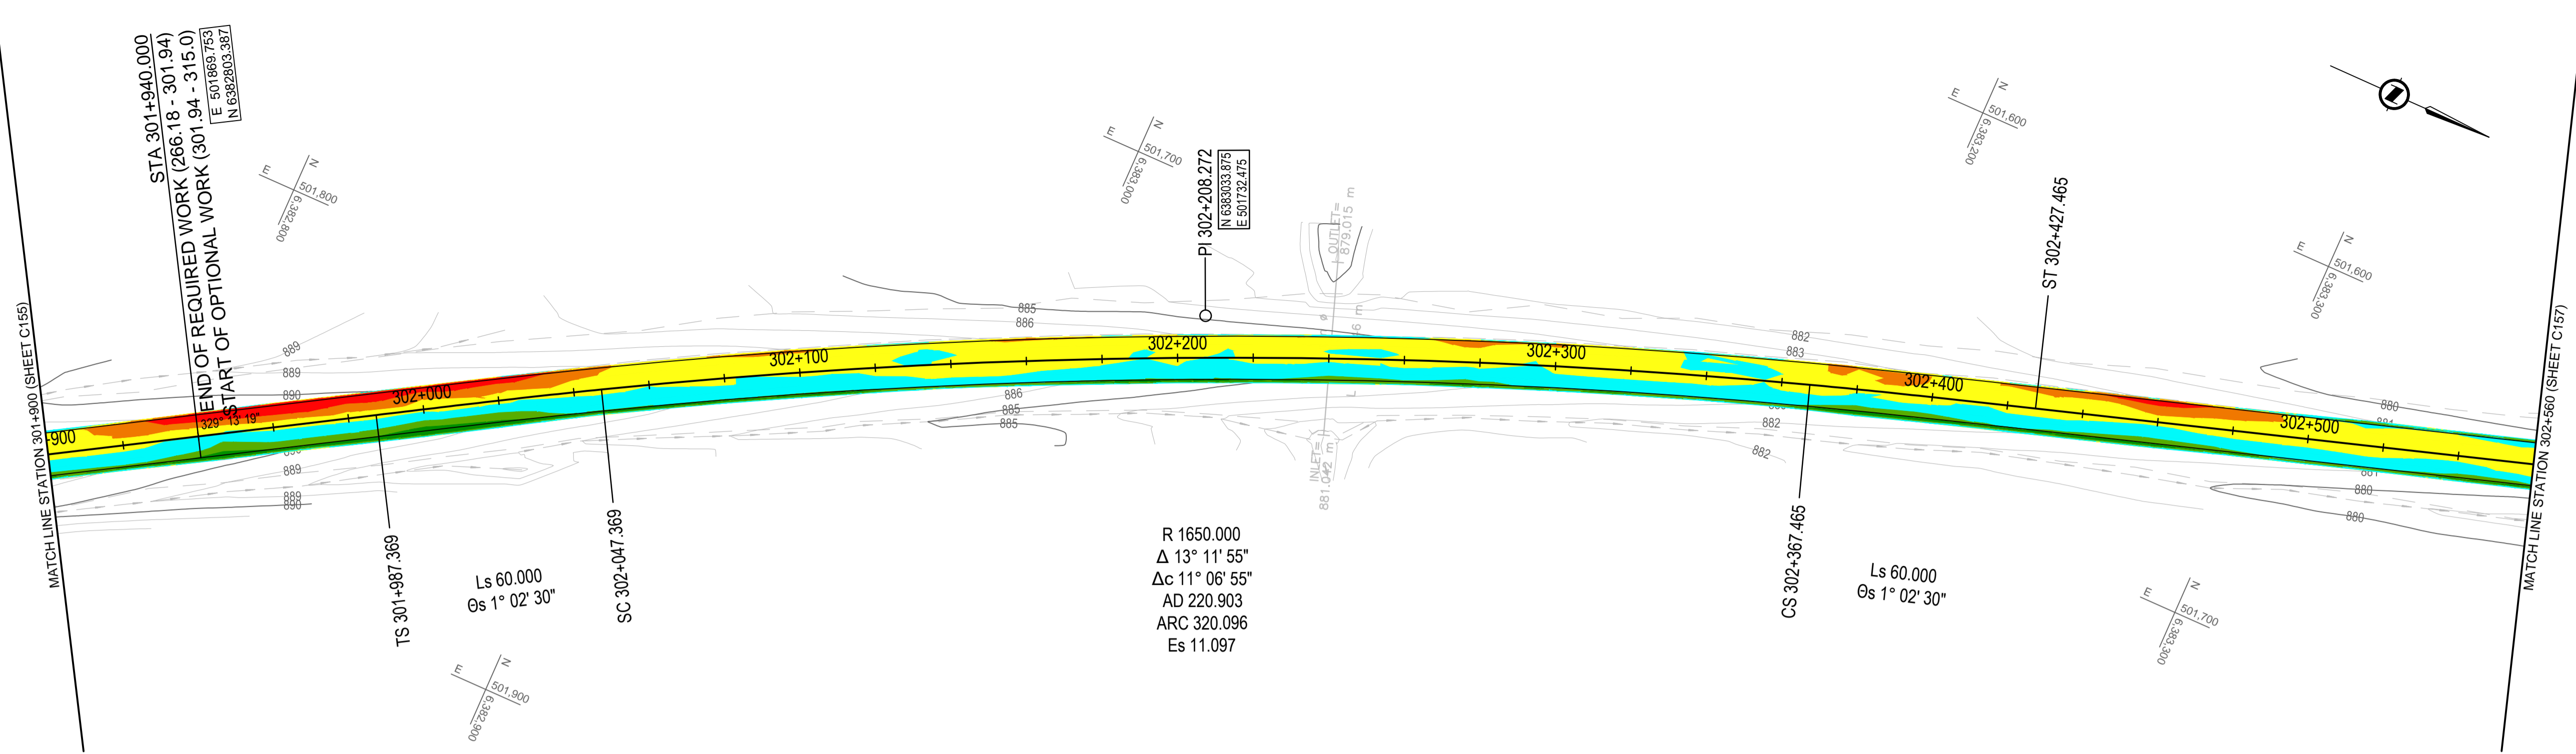 MATCH LINE STATION 301+900 (SHEET C155)
STA 301+940.000
END OF REQUIRED WORK (266.18 - 301.94)
START OF OPTIONAL WORK (301.94 - 315.0)
E 501869.753
N 6382803.387
E
N
501,800
6,382,800
E
N
501,700
6,383,000
PI 302+208.272
N 6383033.875
E 501732.475
OUTLET=
879.015 m
E
N
501,600
6,383,200
ST 302+427.465
E
N
501,600
6,383,300
885
886
889
889
890
882
883
880
-900
329° 13' 19"
302+000
302+100
302+200
302+300
302+400
302+500
889
889
890
886
885
885
882
882
880
880
INLET=
881.042 m
TS 301+987.369
Ls 60.000
Θs 1° 02' 30"
SC 302+047.369
R 1650.000
Δ 13° 11' 55"
Δc 11° 06' 55"
AD 220.903
ARC 320.096
Es 11.097
CS 302+367.465
Ls 60.000
Θs 1° 02' 30"
E
N
501,900
6,382,900
E
N
501,700
6,383,300
MATCH LINE STATION 302+560 (SHEET C157)